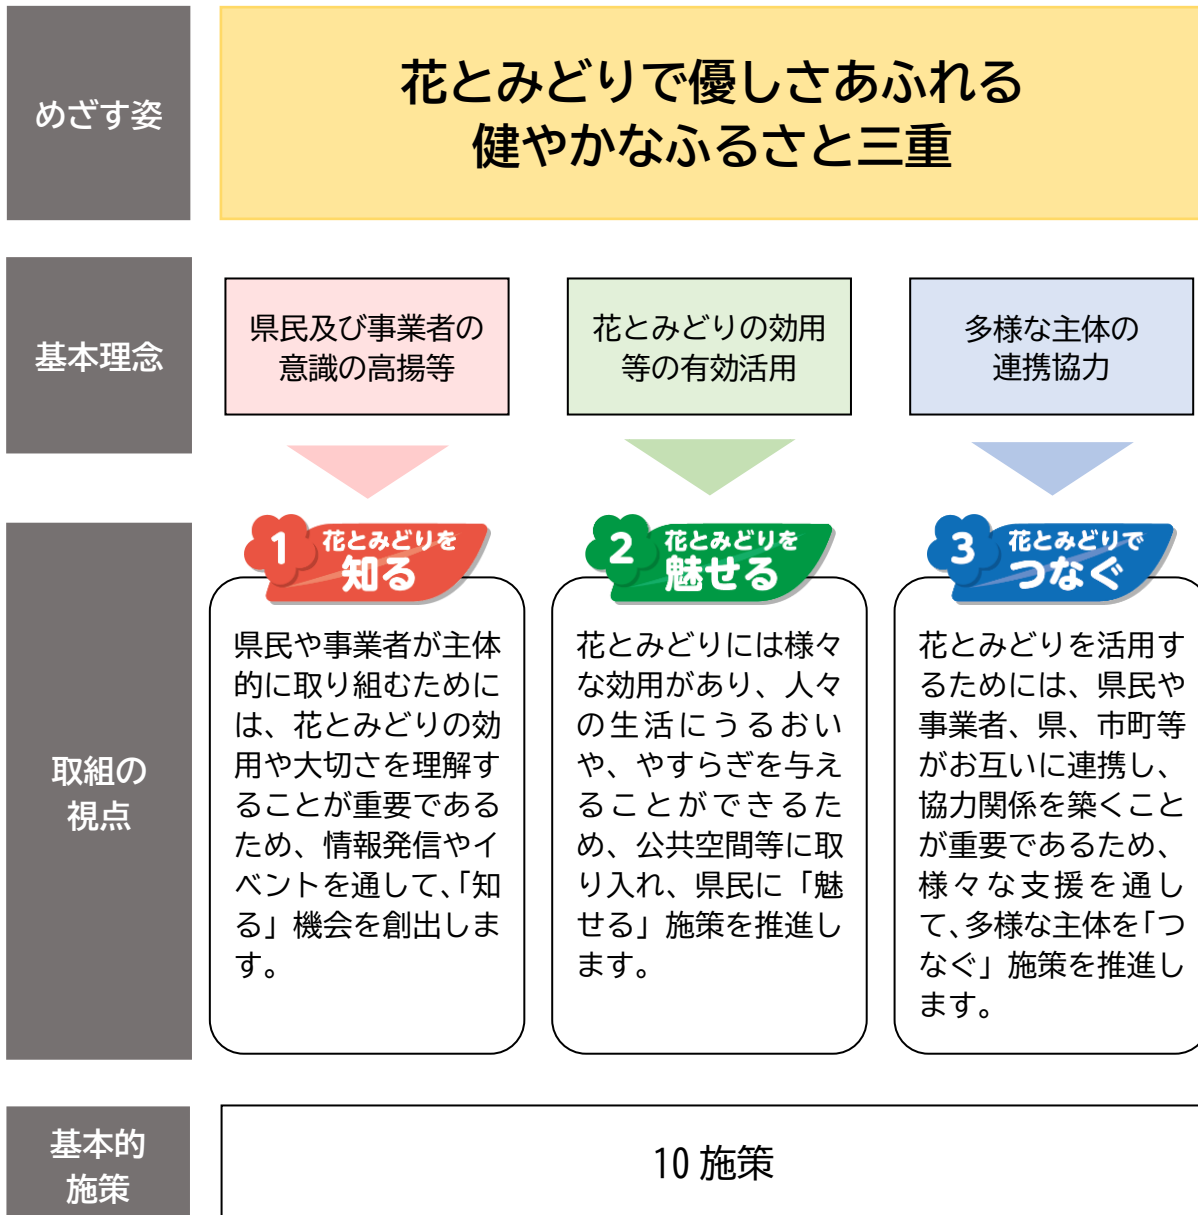 めざす姿
花とみどりで優しさあふれる
健やかなふるさと三重
基本理念
県民及び事業者の
意識の高揚等
花とみどりの効用
等の有効活用
多様な主体の
連携協力
取組の
視点
1 花とみどりを
知る
県民や事業者が主体
的に取り組むために
は、花とみどりの効
用や大切さを理解す
ることが重要である
ため、情報発信やイ
ベントを通して、「知
る」機会を創出しま
す。
2 花とみどりを
魅せる
花とみどりには様々
な効用があり、人々
の生活にうるおい
や、やすらぎを与え
ることができるた
め、公共空間等に取
り入れ、県民に「魅
せる」施策を推進し
ます。
3 花とみどりで
つなぐ
花とみどりを活用す
るためには、県民や
事業者、県、市町等
がお互いに連携し、
協力関係を築くこと
が重要であるため、
様々な支援を通し
て、多様な主体を「つ
なぐ」施策を推進し
ます。
基本的
施策
10 施策